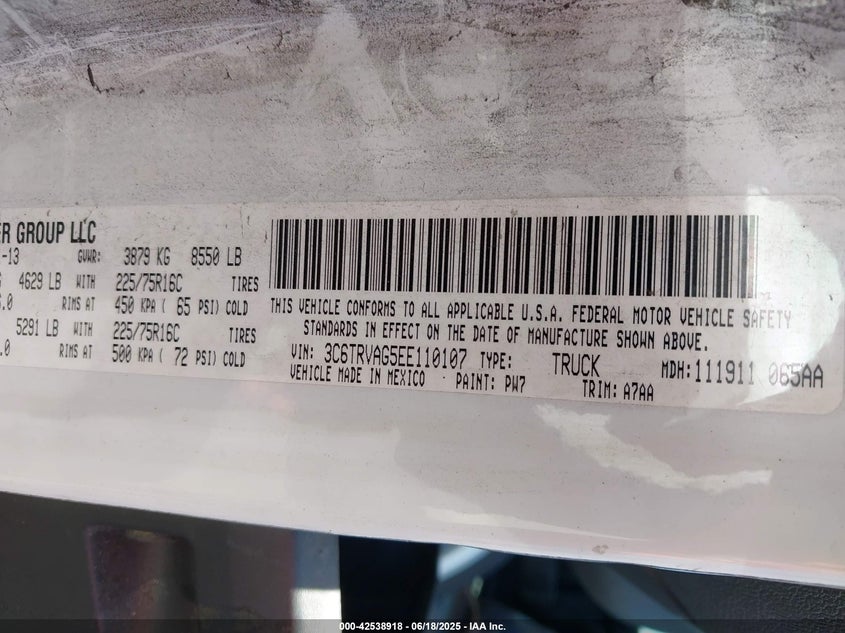 ER GROUP LLC
-13 GVWR: 3879 KG 8550 LB
4629 LB WITH 225/75R16C TIRES
.0 RIMS AT 450 KPA ( 65 PSI) COLD
5291 LB WITH 225/75R16C TIRES
.0 RIMS AT 500 KPA ( 72 PSI) COLD
THIS VEHICLE CONFORMS TO ALL APPLICABLE U.S.A. FEDERAL MOTOR VEHICLE SAFETY
STANDARDS IN EFFECT ON THE DATE OF MANUFACTURE SHOWN ABOVE.
VIN: 3C6TRVAG5EE110107 TYPE: TRUCK MDH:111911 065AA
VEHICLE MADE IN MEXICO PAINT: PW7 TRIM: A7AA
000-42538918 - 06/18/2025 - IAA Inc.